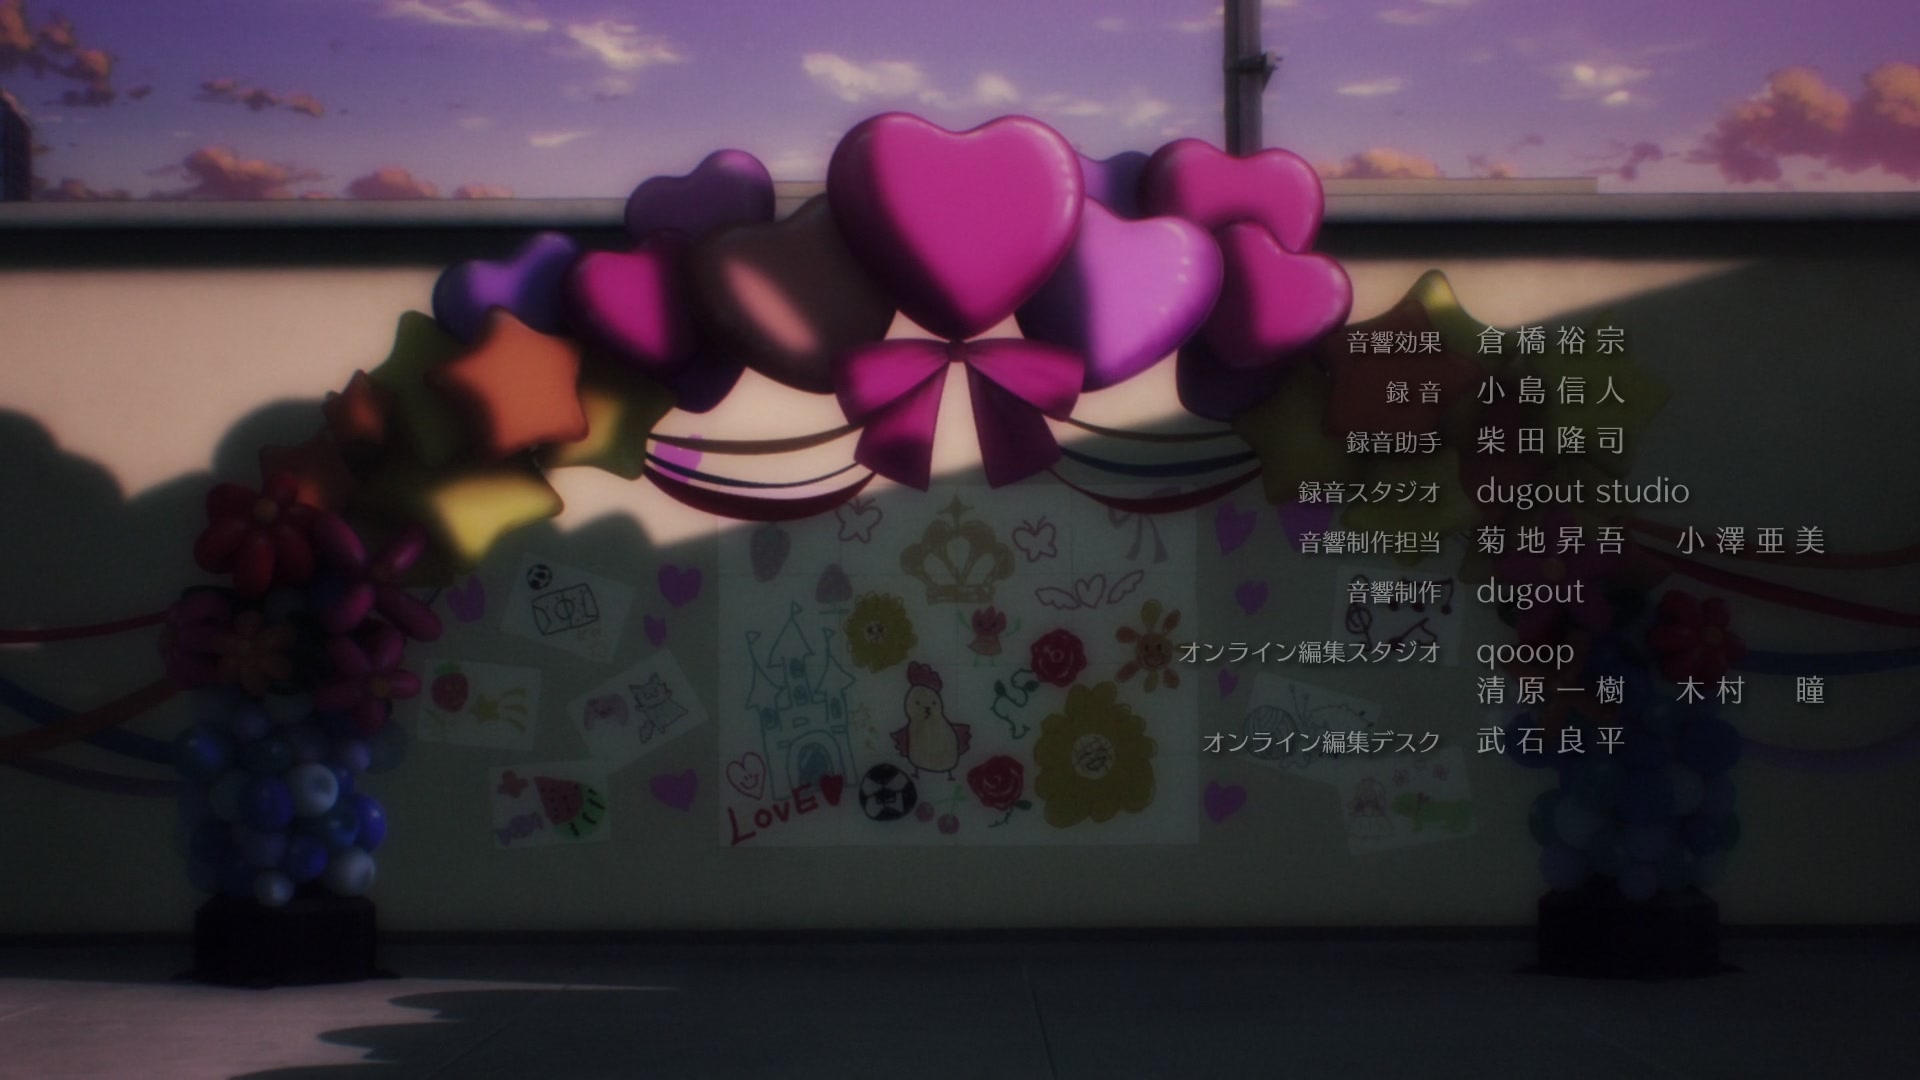 音響効果 倉橋裕宗
録音 小島信人
録音助手 柴田隆司
録音スタジオ dugout studio
音響制作担当 菊地昇吾 小澤亜美
音響制作 dugout
オンライン編集スタジオ qooop
清原一樹 木村 瞳
オンライン編集デスク 武石良平
LOVE